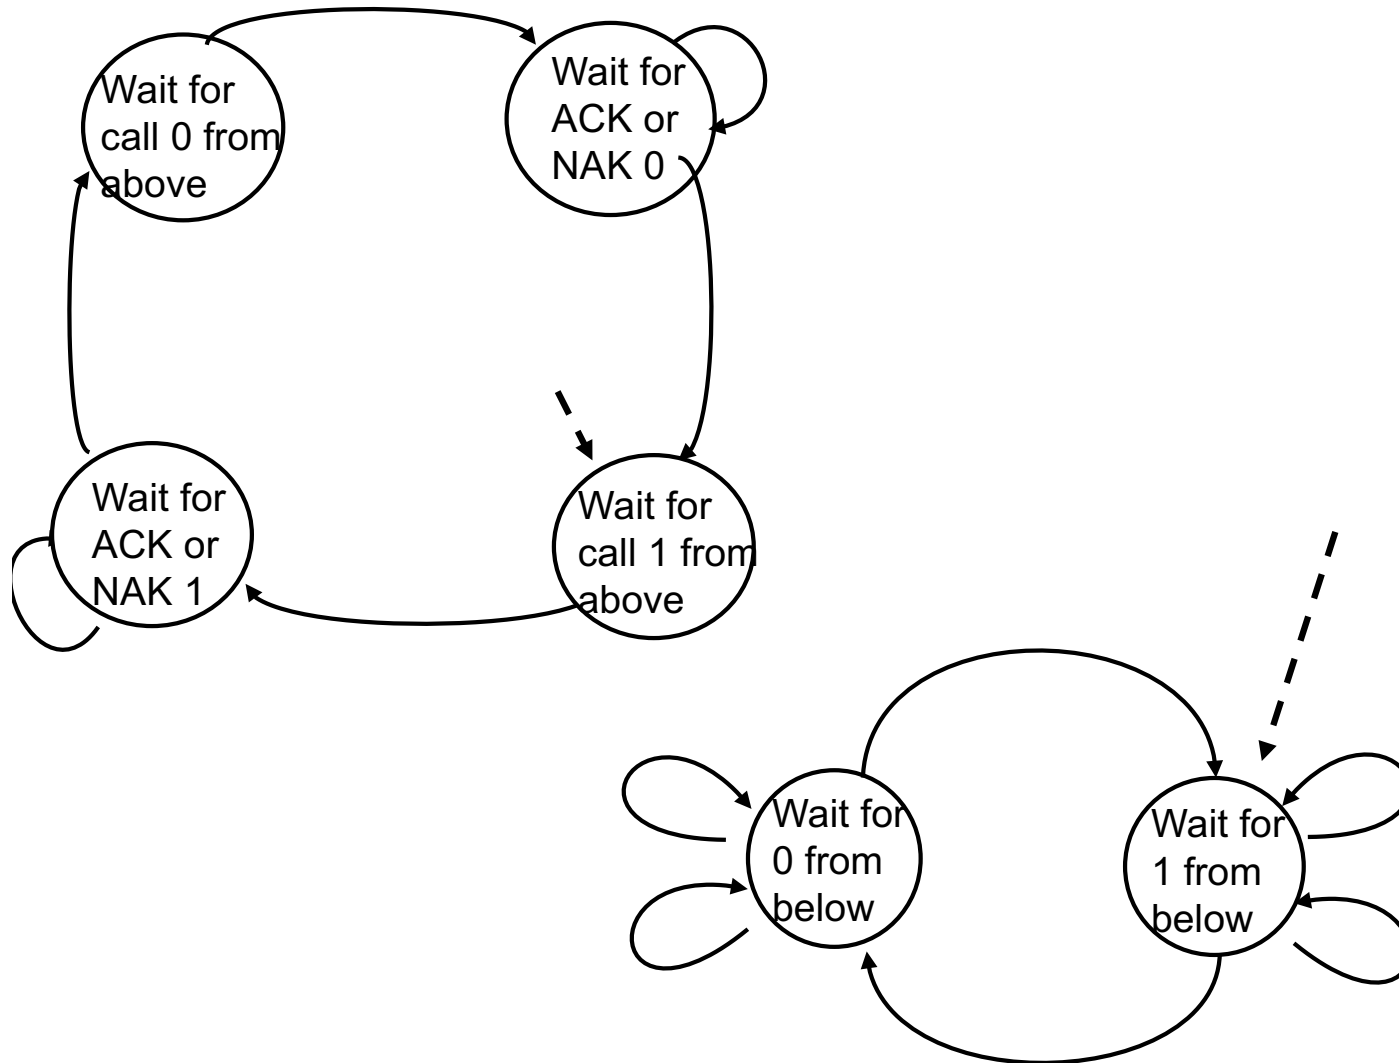 Wait for
call 0 from
above
Wait for
ACK or
NAK 0
Wait for
ACK or
NAK 1
Wait for
call 1 from
above
Wait for
0 from
below
Wait for
1 from
below